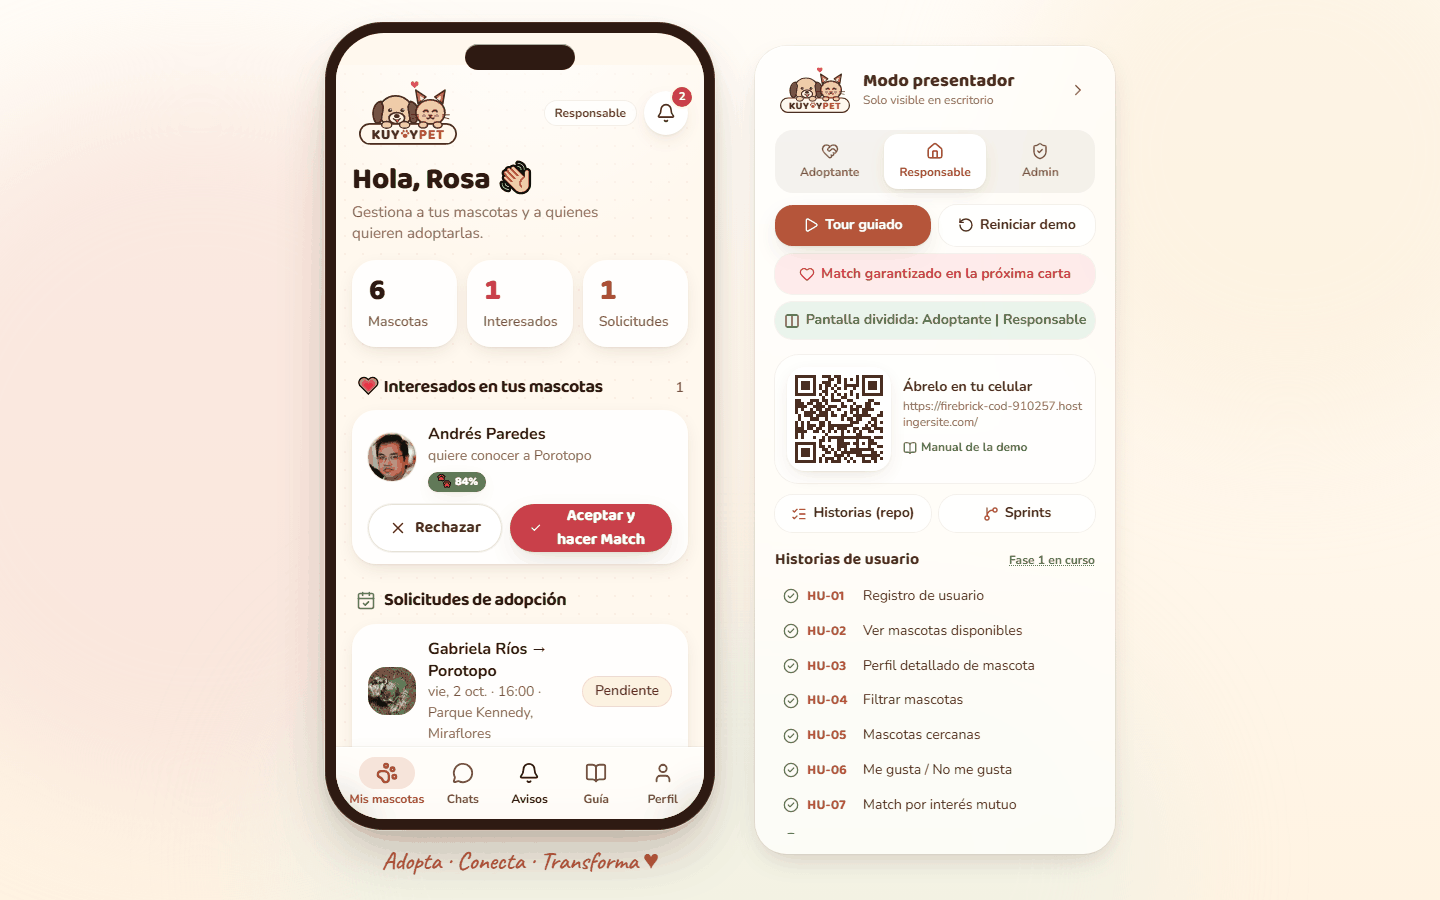 KUYAYPET
Responsable
2
Hola, Rosa
Gestiona a tus mascotas y a quienes
quieren adoptarlas.
6
Mascotas
1
Interesados
1
Solicitudes
Interesados en tus mascotas
1
Andrés Paredes
quiere conocer a Porotopo
84%
Rechazar
Aceptar y
hacer Match
Solicitudes de adopción
Gabriela Ríos →
Porotopo
vie, 2 oct. · 16:00 ·
Parque Kennedy,
Miraflores
Pendiente
Mis mascotas
Chats
Avisos
Guía
Perfil
Adopta · Conecta · Transforma ♥
KUYAYPET
Modo presentador
Solo visible en escritorio
Adoptante
Responsable
Admin
Tour guiado
Reiniciar demo
Match garantizado en la próxima carta
Pantalla dividida: Adoptante | Responsable
Ábrelo en tu celular
https://firebrick-cod-910257.host
ingersite.com/
Manual de la demo
Historias (repo)
Sprints
Historias de usuario
Fase 1 en curso
HU-01 Registro de usuario
HU-02 Ver mascotas disponibles
HU-03 Perfil detallado de mascota
HU-04 Filtrar mascotas
HU-05 Mascotas cercanas
HU-06 Me gusta / No me gusta
HU-07 Match por interés mutuo